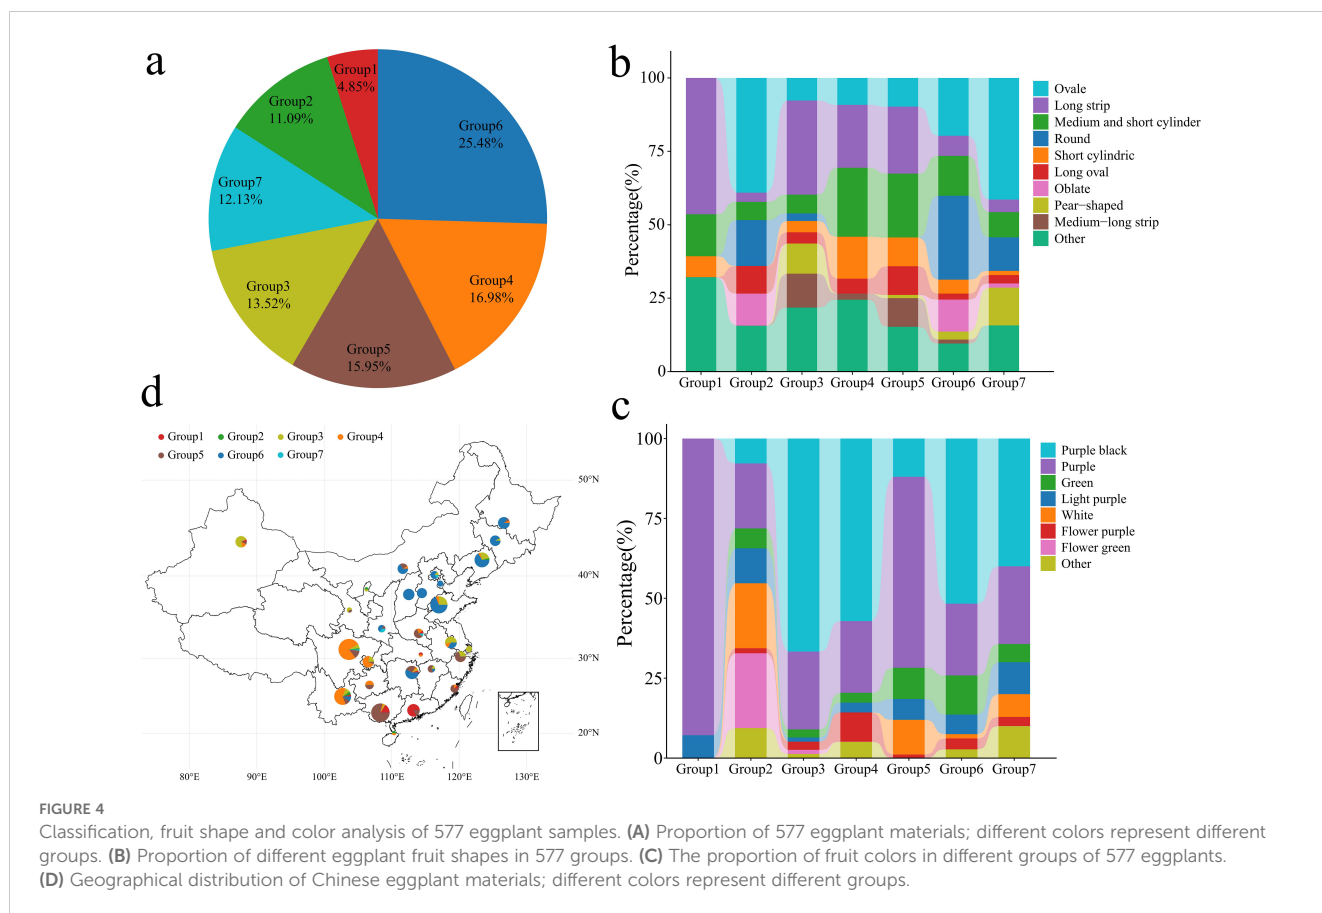 a
Group1
4.85%
Group2
11.09%
Group6
25.48%
Group7
12.13%
Group3
13.52%
Group4
16.98%
Group5
15.95%
b
100
75
50
25
0
Percentage(%)
Group1 Group2 Group3 Group4 Group5 Group6 Group7
Ovale
Long strip
Medium and short cylinder
Round
Short cylindric
Long oval
Oblate
Pear−shaped
Medium−long strip
Other
d
Group1 Group2 Group3 Group4
Group5 Group6 Group7
50°N
40°N
30°N
20°N
80°E 90°E 100°E 110°E 120°E 130°E
c
100
75
50
25
0
Percentage(%)
Group1 Group2 Group3 Group4 Group5 Group6 Group7
Purple black
Purple
Green
Light purple
White
Flower purple
Flower green
Other
FIGURE 4
Classification, fruit shape and color analysis of 577 eggplant samples. (A) Proportion of 577 eggplant materials; different colors represent different
groups. (B) Proportion of different eggplant fruit shapes in 577 groups. (C) The proportion of fruit colors in different groups of 577 eggplants.
(D) Geographical distribution of Chinese eggplant materials; different colors represent different groups.